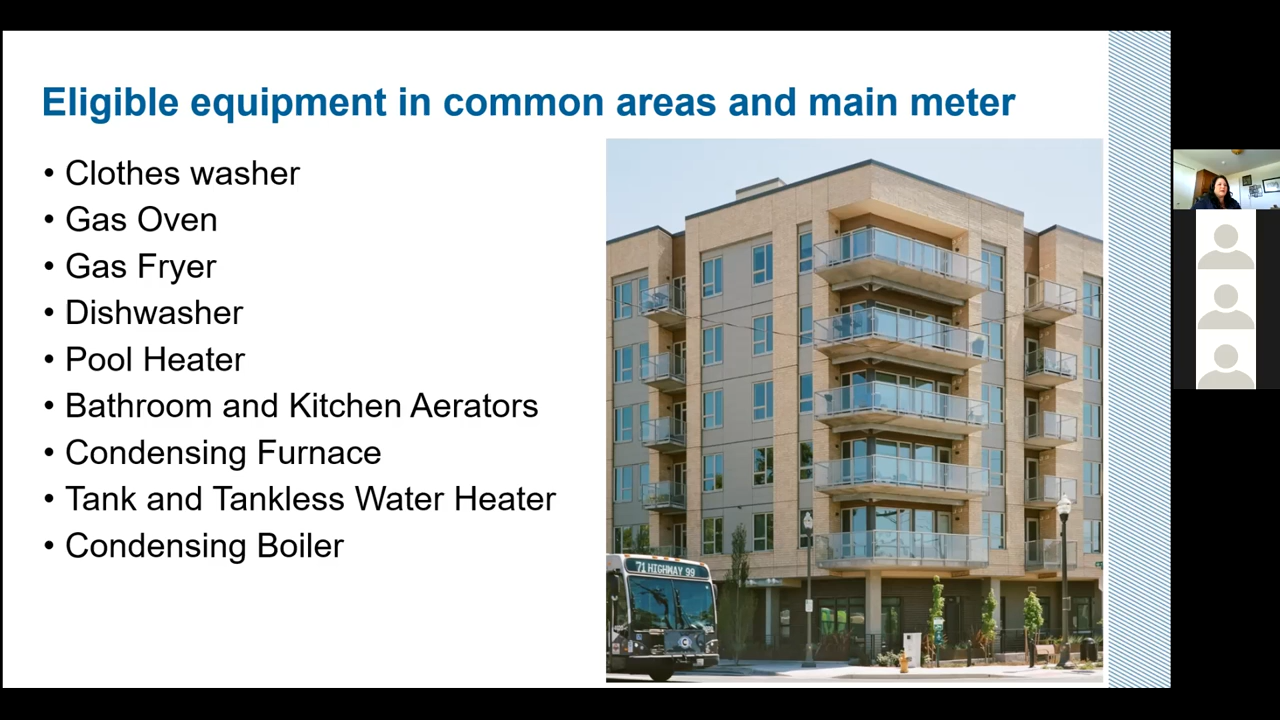 Eligible equipment in common areas and main meter
• Clothes washer
• Gas Oven
• Gas Fryer
• Dishwasher
• Pool Heater
• Bathroom and Kitchen Aerators
• Condensing Furnace
• Tank and Tankless Water Heater
• Condensing Boiler
71 HIGHWAY 99